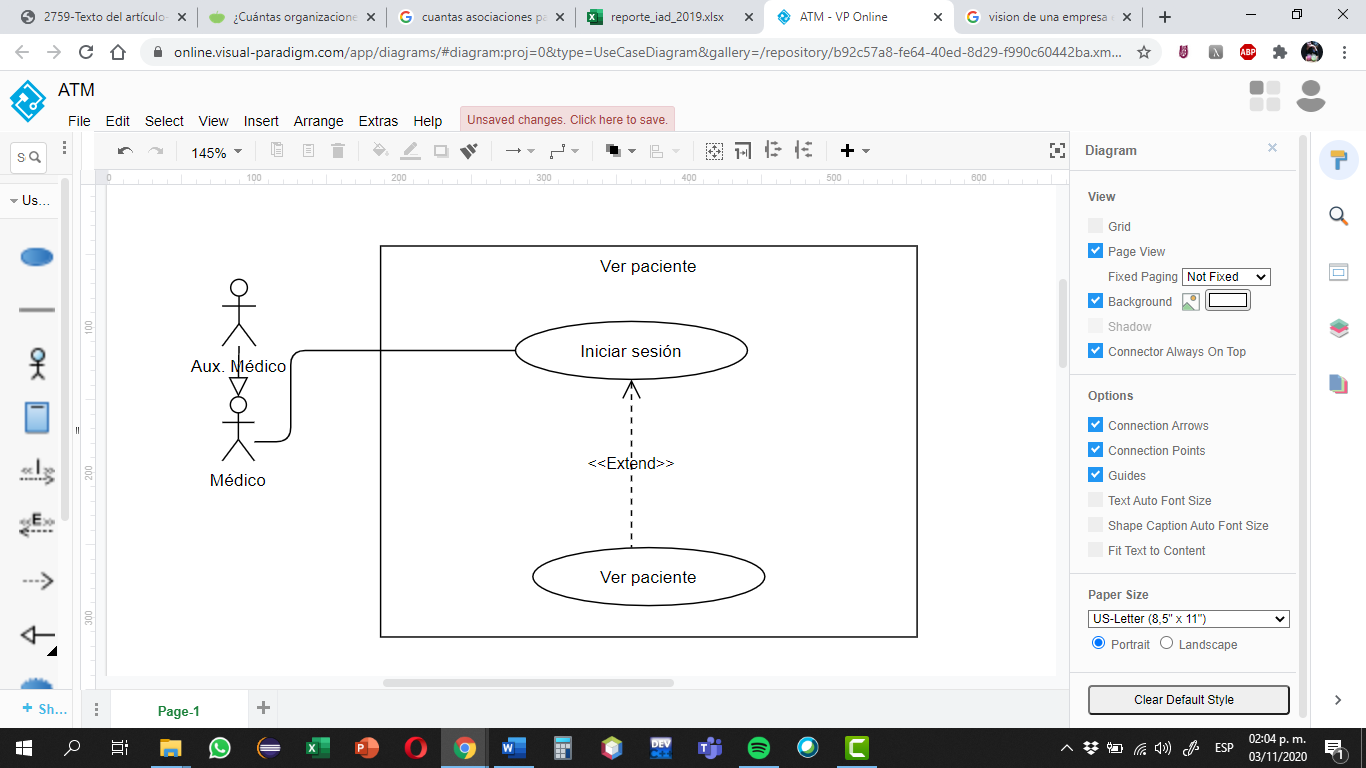 2759-Texto del artículo-
¿Cuántas organizacione
cuantas asociaciones pa
reporte_iad_2019.xlsx
ATM - VP Online
vision de una empresa
online.visual-paradigm.com/app/diagrams/#diagram:proj=0&type=UseCaseDiagram&gallery=/repository/b92c57a8-fe64-40ed-8d29-f990c60442ba.xm...
ABP
ATM
File Edit Select View Insert Arrange Extras Help Unsaved changes. Click here to save.
S
145%
Diagram
0 100 200 300 400 500 600
Us...
View
Grid
Page View
Fixed Paging Not Fixed
Background
Shadow
Connector Always On Top
Options
Connection Arrows
Connection Points
Guides
Text Auto Font Size
Shape Caption Auto Font Size
Fit Text to Content
Paper Size
US-Letter (8,5" x 11")
Portrait Landscape
Clear Default Style
100
200
300
<<I>>
<<E>>
Ver paciente
Aux. Médico
Iniciar sesión
Médico
<<Extend>>
Ver paciente
Sh...
Page-1
DEV
ESP
02:04 p. m.
03/11/2020
1